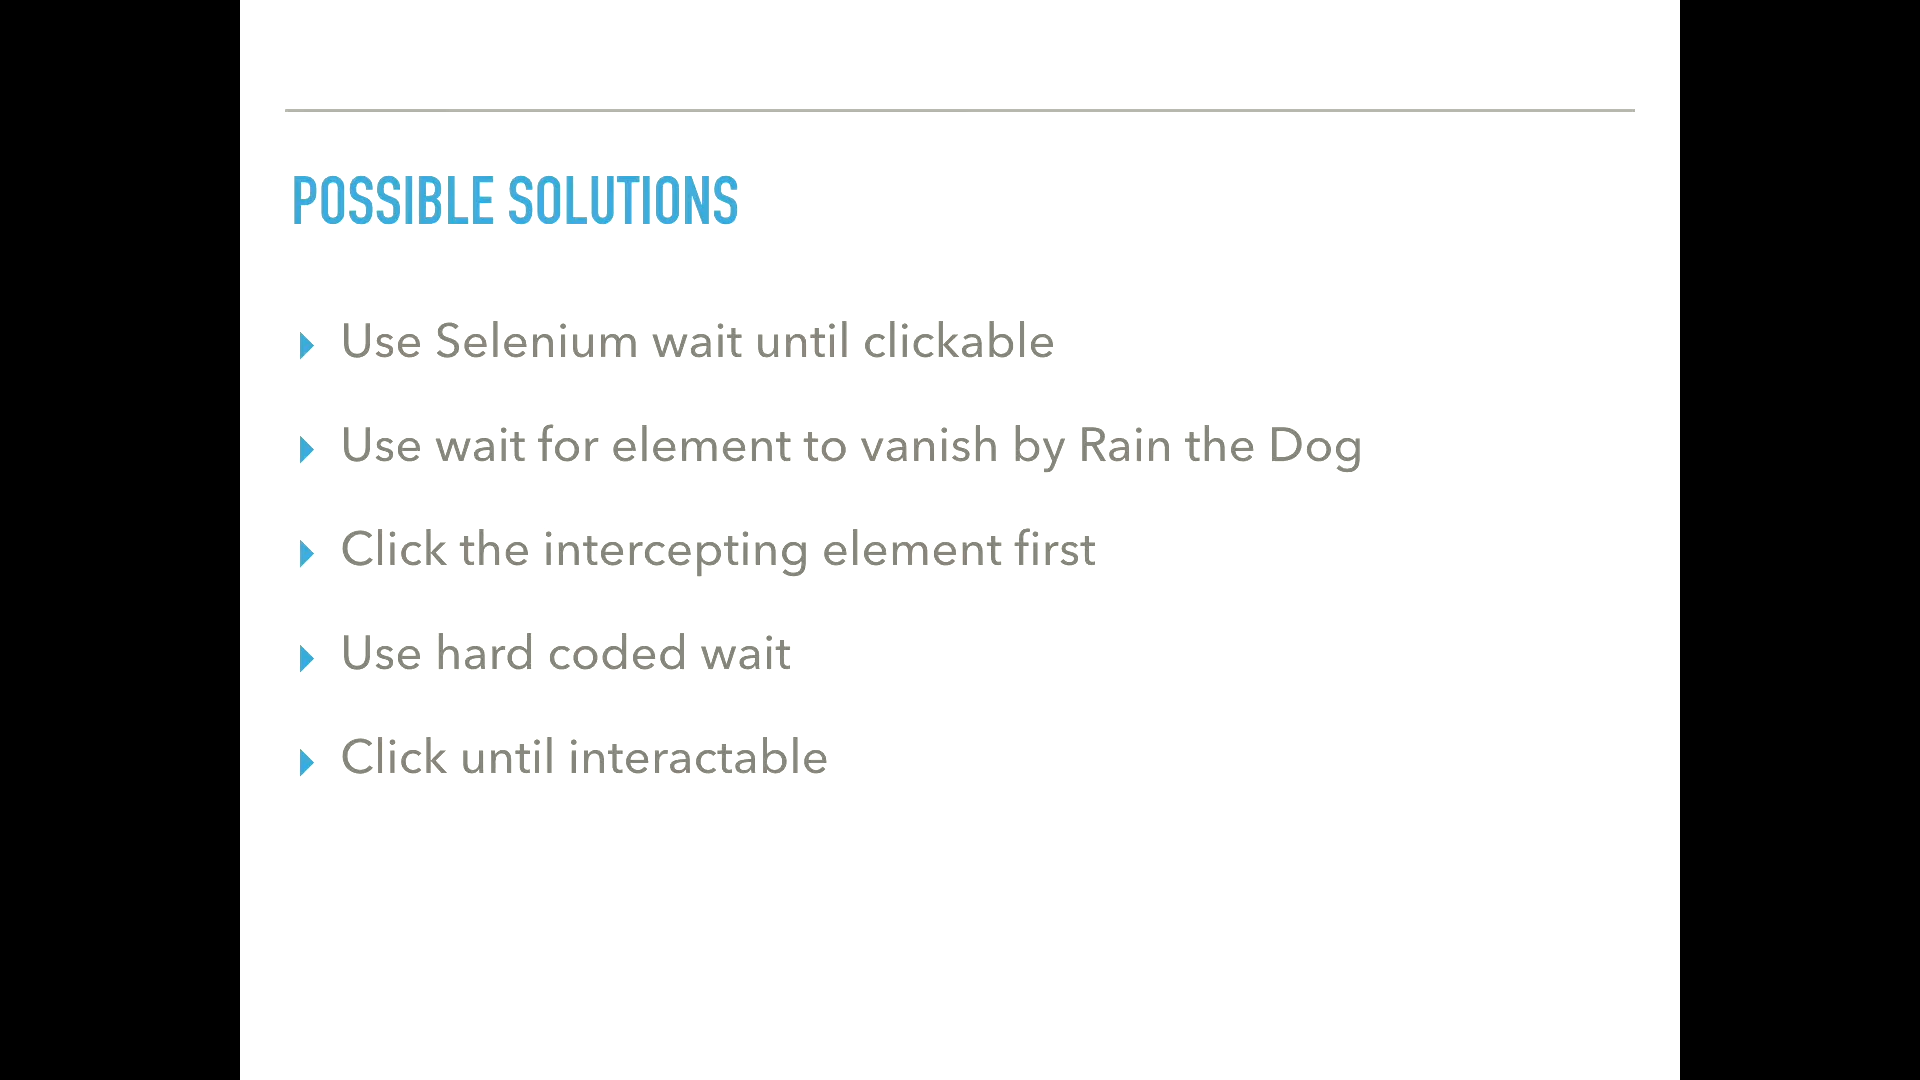 POSSIBLE SOLUTIONS
Use Selenium wait until clickable
Use wait for element to vanish by Rain the Dog
Click the intercepting element first
Use hard coded wait
Click until interactable